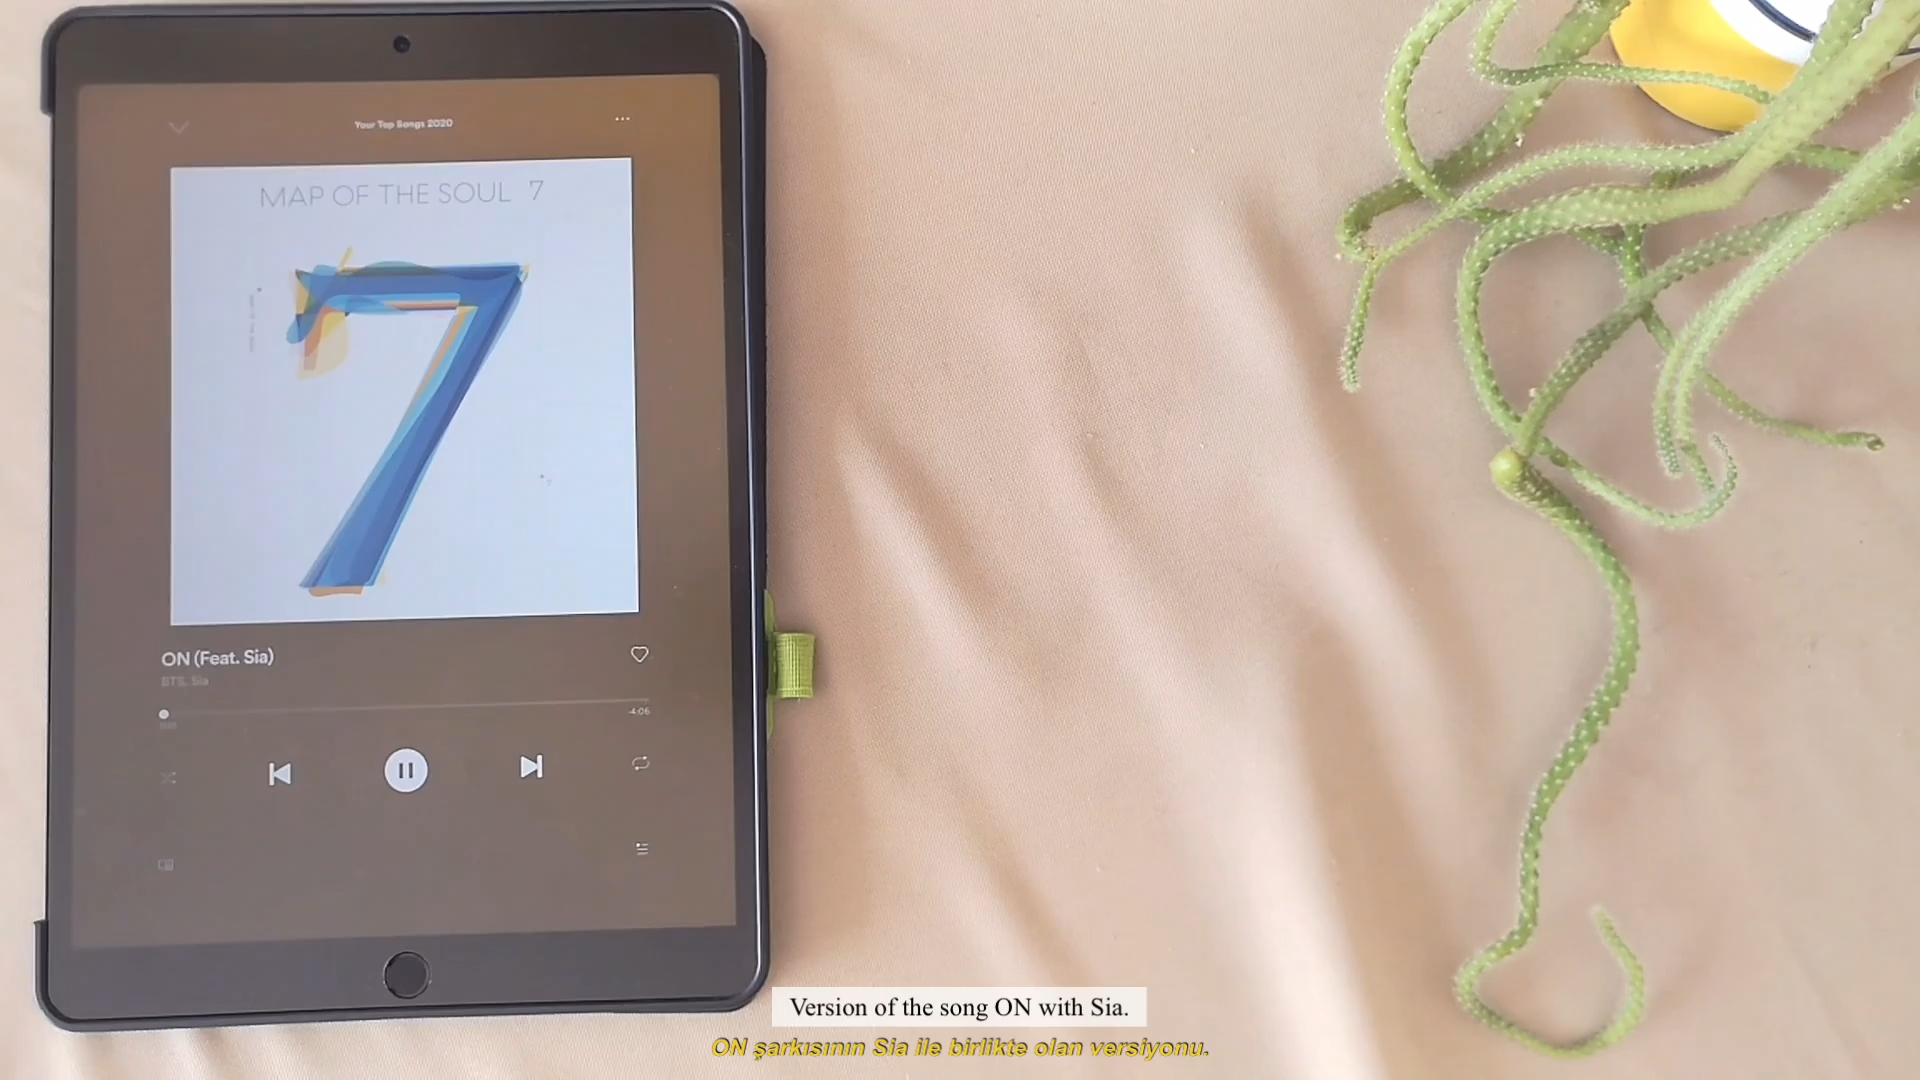 Your Top Songs 2020
MAP OF THE SOUL 7
7
ON (Feat. Sia)
BTS, Sia
-4:06
Version of the song ON with Sia.
ON şarkısının Sia ile birlikte olan versiyonu.